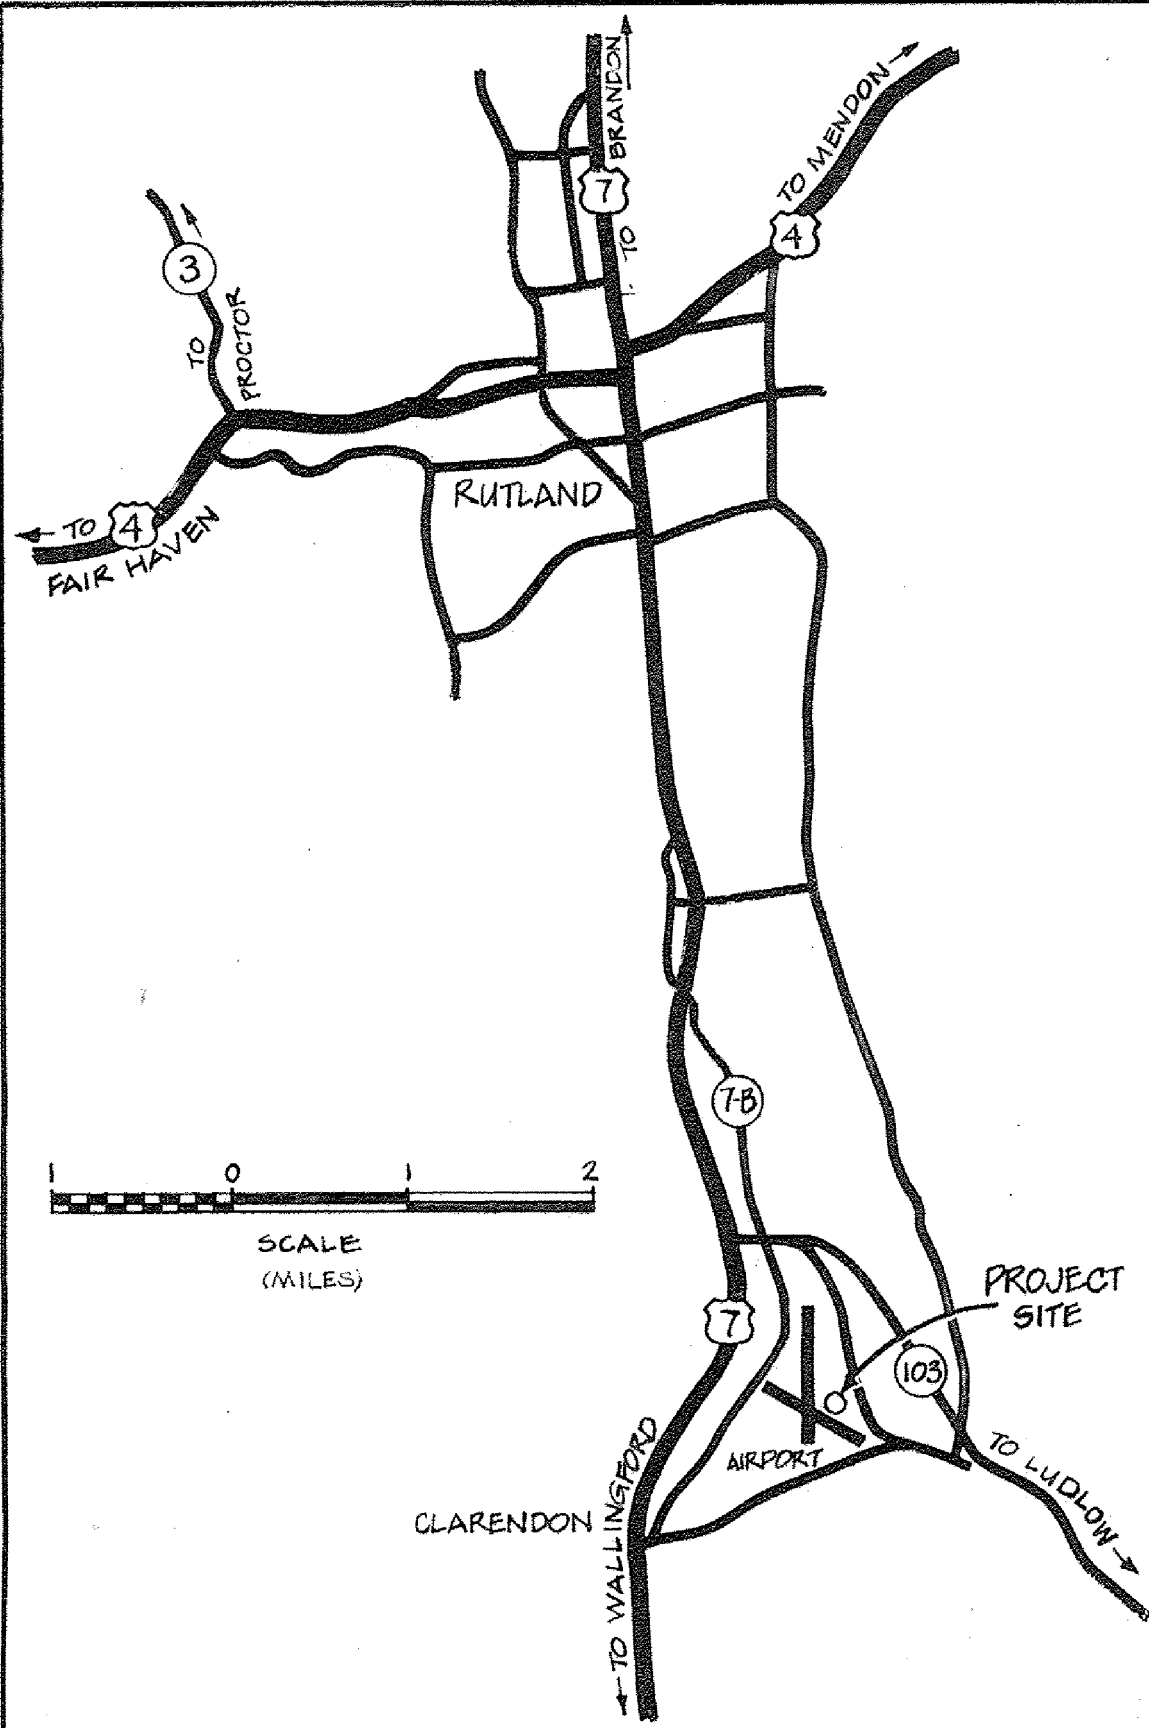 TO BRANDON
7
TO MENDON
4
3
TO
PROCTOR
RUTLAND
TO
4
FAIR HAVEN
7-B
1 0 1 2
SCALE
(MILES)
PROJECT
SITE
7
103
AIRPORT
TO LUDLOW
CLARENDON
TO WALLINGFORD